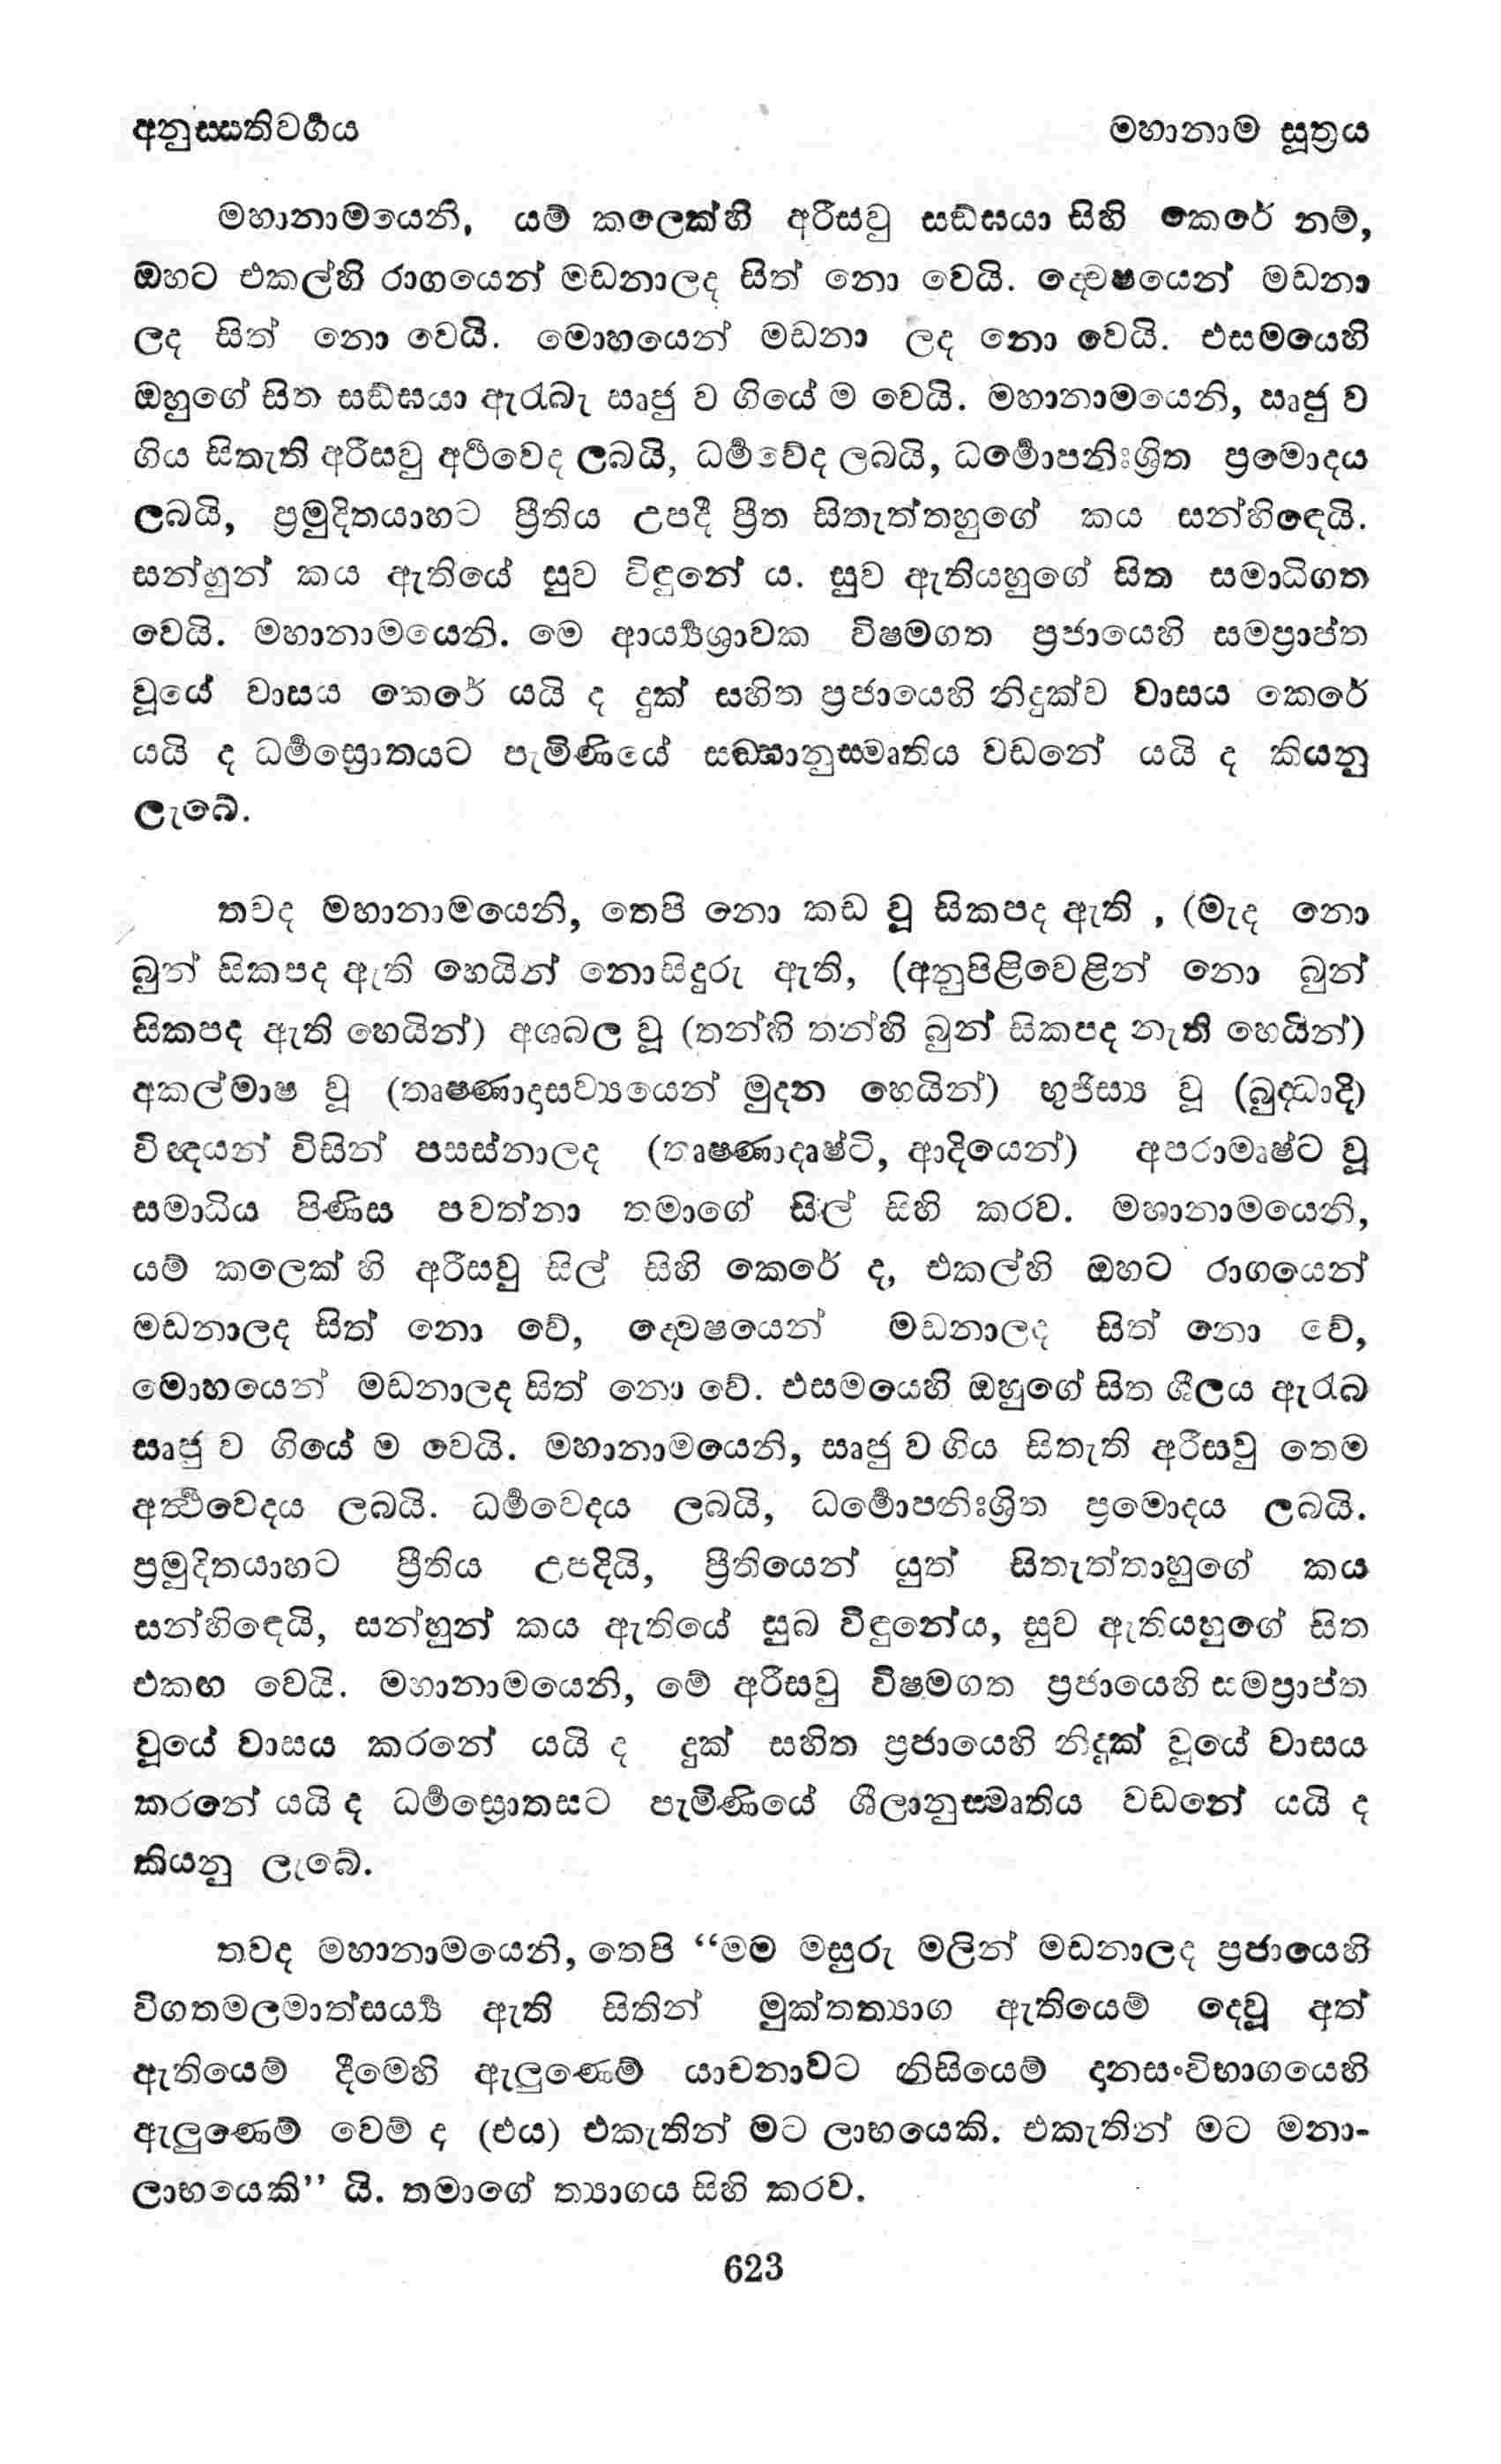 අනුස්සතිවර්‍ගය මහානාම සූත්‍රය
මහානාමයෙනි, යම් කලෙක්හි අරීසවු සඞ්ඝයා සිහි කෙරේ නම්,
ඔහට එකල්හි රාගයෙන් මඩනාලද සිත් නො වෙයි. ද්‍වෙෂයෙන් මඩනා
ලද සිත් නො වෙයි. මොහයෙන් මඩනා ලද නො වෙයි. එසමයෙහි
ඔහුගේ සිත සඞ්ඝයා ඇරැබැ ඍජු ව ගියේ ම වෙයි. මහානාමයෙනි, ඍජු ව
ගිය සිතැති අරීසවු අර්‍ථවෙද ලබයි, ධර්‍මවේද ලබයි, ධර්‍මොපනිඃශ්‍රිත ප්‍රමොදය
ලබයි, ප්‍රමුදිතයාහට ප්‍රීතිය උපදී ප්‍රීත සිතැත්තහුගේ කය සන්හිඳෙයි.
සන්හුන් කය ඇතියේ සුව විඳුනේ ය. සුව ඇතියහුගේ සිත සමාධිගත
වෙයි. මහානාමයෙනි. මෙ ආර්‍ය්‍යශ්‍රාවක විෂමගත ප්‍රජායෙහි සමප්‍රාප්ත
වූයේ වාසය කෙරේ යයි ද දුක් සහිත ප්‍රජායෙහි නිදුක්ව වාසය කෙරේ
යයි ද ධර්‍මස්‍රොතයට පැමිණියේ සඞ්‍ඝානුස්‍මෘතිය වඩනේ යයි ද කියනු
ලැබේ.
තවද මහානාමයෙනි, තෙපි නො කඩ වූ සිකපද ඇති , (මැද නො
බුන් සිකපද ඇති හෙයින් නොසිදුරු ඇති, (අනුපිළිවෙළින් නො බුන්
සිකපද ඇති හෙයින්) අශබල වූ (තන්හි තන්හි බුන් සිකපද නැති හෙයින්)
අකල්මාෂ වූ (තෘෂ්‍ණාදාසව්‍යයෙන් මුදන හෙයින්) භුජිස්‍ය වූ (බුද්‍ධාදි)
විඥයන් විසින් පසස්නාලද (තෘෂ්‍ණාදෘෂ්ටි, ආදියෙන්) අපරාමෘෂ්ට වූ
සමාධිය පිණිස පවත්නා තමාගේ සිල් සිහි කරව. මහානාමයෙනි,
යම් කලෙක් හි අරීසවු සිල් සිහි කෙරේ ද, එකල්හි ඔහට රාගයෙන්
මඩනාලද සිත් නො වේ, ද්‍වෙෂයෙන් මඩනාලද සිත් නො වේ,
මොහයෙන් මඩනාලද සිත් නො වේ. එසමයෙහි ඔහුගේ සිත ශීලය ඇරැබ
ඍජු ව ගියේ ම වෙයි. මහානාමයෙනි, ඍජු ව ගිය සිතැති අරීසවු තෙම
අර්‍ත්‍ථවෙදය ලබයි. ධර්‍මවෙදය ලබයි, ධර්‍මොපනිඃශ්‍රිත ප්‍රමොදය ලබයි.
ප්‍රමුදිතයාහට ප්‍රීතිය උපදියි, ප්‍රීතියෙන් යුත් සිතැත්තාහුගේ කය
සන්හිඳෙයි, සන්හුන් කය ඇතියේ සුඛ විඳුනේය, සුව ඇතියහුගේ සිත
එකඟ වෙයි. මහානාමයෙනි, මේ අරීසවු විෂමගත ප්‍රජායෙහි සමප්‍රාප්ත
වූයේ වාසය කරනේ යයි ද දුක් සහිත ප්‍රජායෙහි නිදුක් වූයේ වාසය
කරනේ යයි ද ධර්‍මස්‍රොතසට පැමිණියේ ශීලානුස්‍මෘතිය වඩනේ යයි ද
කියනු ලැබේ.
තවද මහානාමයෙනි, තෙපි “මම මසුරු මලින් මඩනාලද ප්‍රජායෙහි
විගතමලමාත්සර්‍ය්‍ය ඇති සිතින් මුක්තත්‍යාග ඇතියෙම් දෙවූ අත්
ඇතියෙම් දීමෙහි ඇලුණෙම් යාචනාවට නිසියෙම් දානසංවිභාගයෙහි
ඇලුණෙම් වෙම් ද (එය) එකැතින් මට ලාභයෙකි. එකැතින් මට මනා-
ලාභයෙකි” යි. තමාගේ ත්‍යාගය සිහි කරව.
623